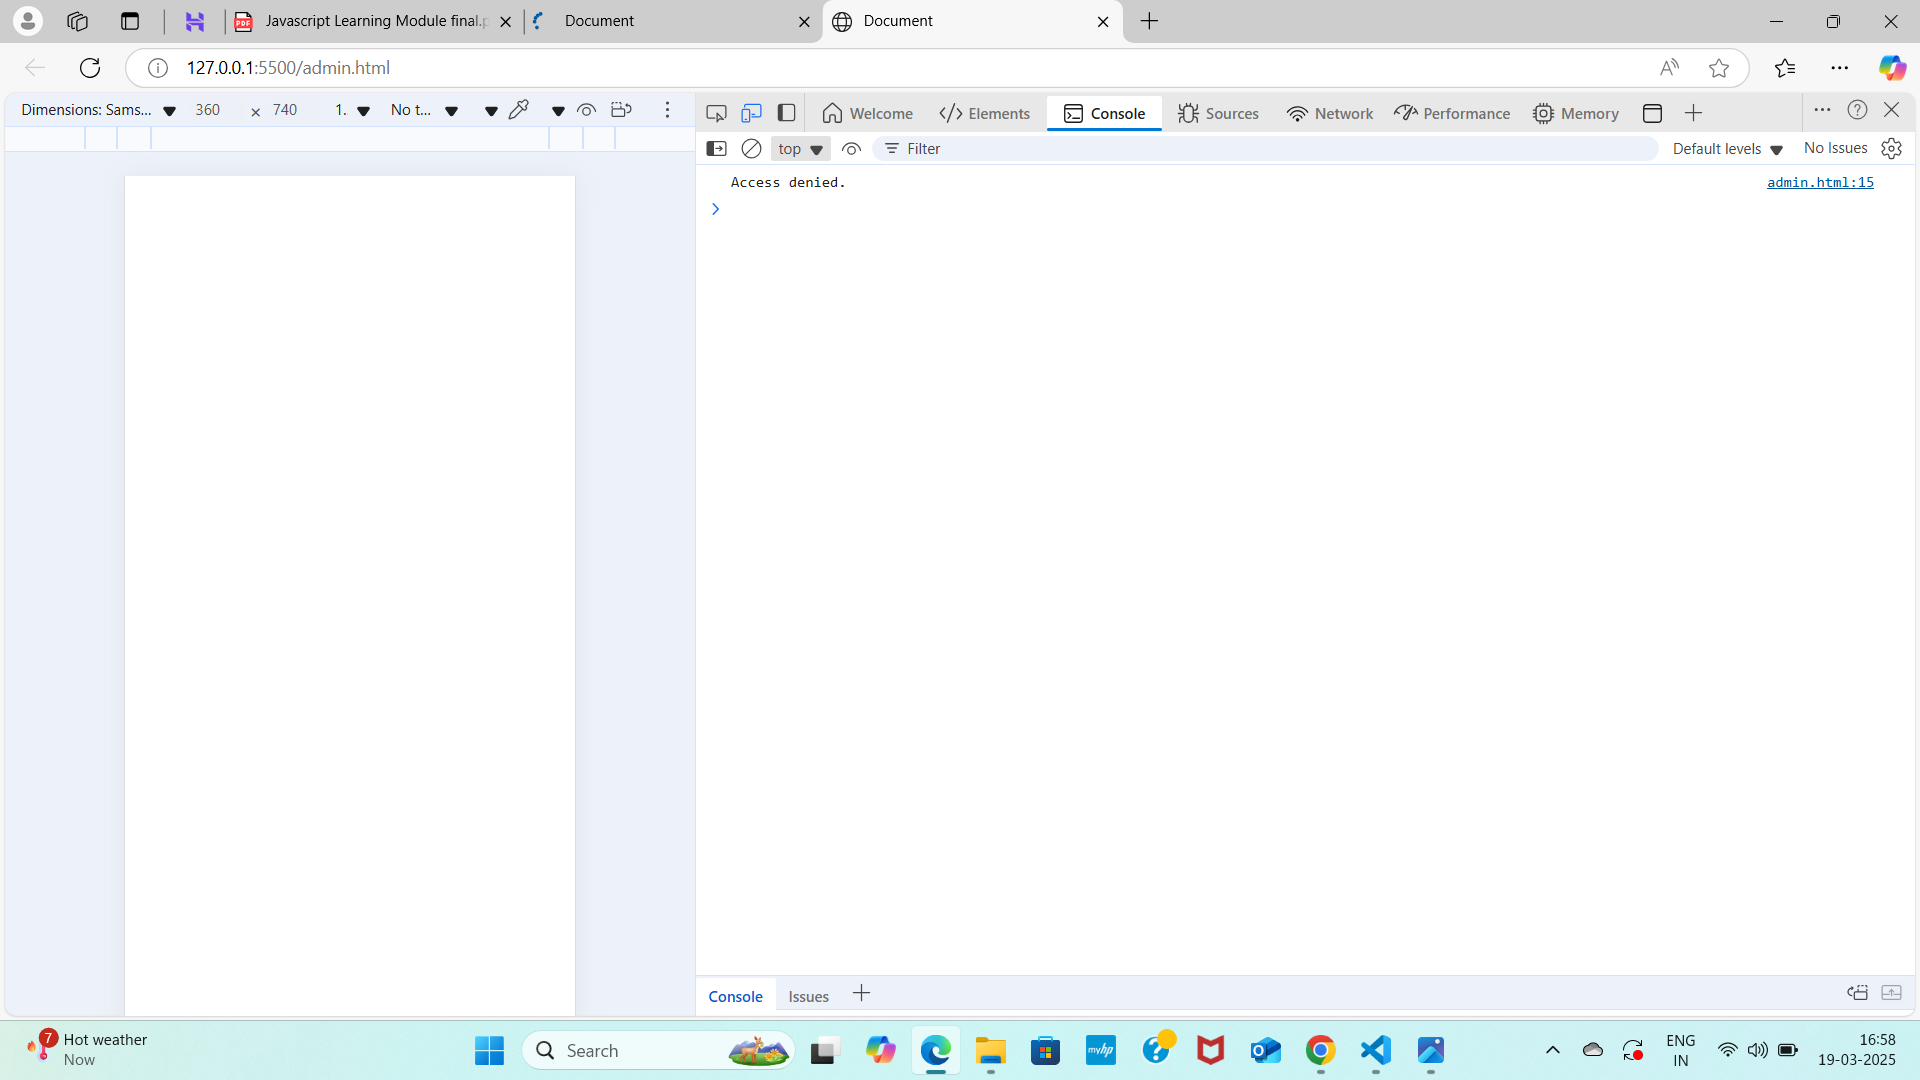 Javascript Learning Module final.p
Document
Document
127.0.0.1:5500/admin.html
Dimensions: Sams... 360 × 740 1. No t...
Welcome Elements Console Sources Network Performance Memory
top Filter Default levels No Issues
Access denied. admin.html:15
Console Issues
7 Hot weather
Now
Search
myhp
ENG
IN
16:58
19-03-2025